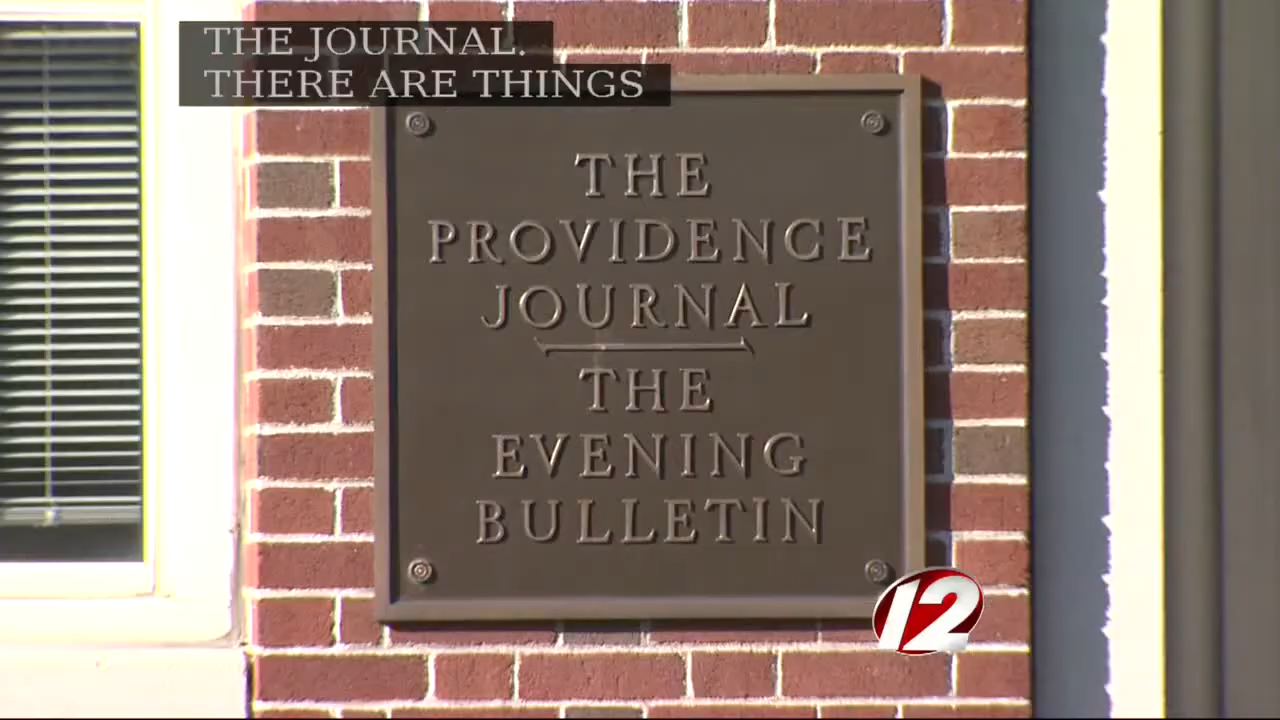 THE JOURNAL.
THERE ARE THINGS
THE
PROVIDENCE
JOURNAL
THE
EVENING
BULLETIN
12